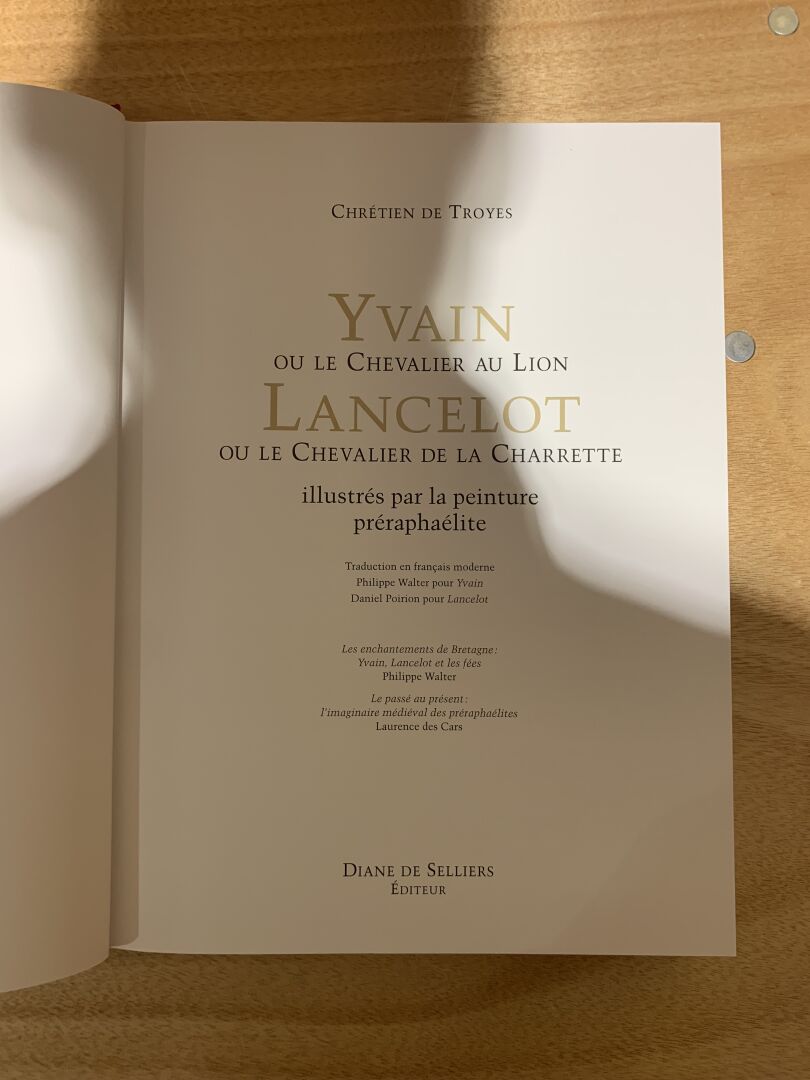 CHRÉTIEN DE TROYES
YVAIN
OU LE CHEVALIER AU LION
LANCELOT
OU LE CHEVALIER DE LA CHARRETTE
illustrés par la peinture
préraphaélite
Traduction en français moderne
Philippe Walter pour Yvain
Daniel Poirion pour Lancelot
Les enchantements de Bretagne :
Yvain, Lancelot et les fées
Philippe Walter
Le passé au présent :
l'imaginaire médiéval des préraphaélites
Laurence des Cars
DIANE DE SELLIERS
ÉDITEUR